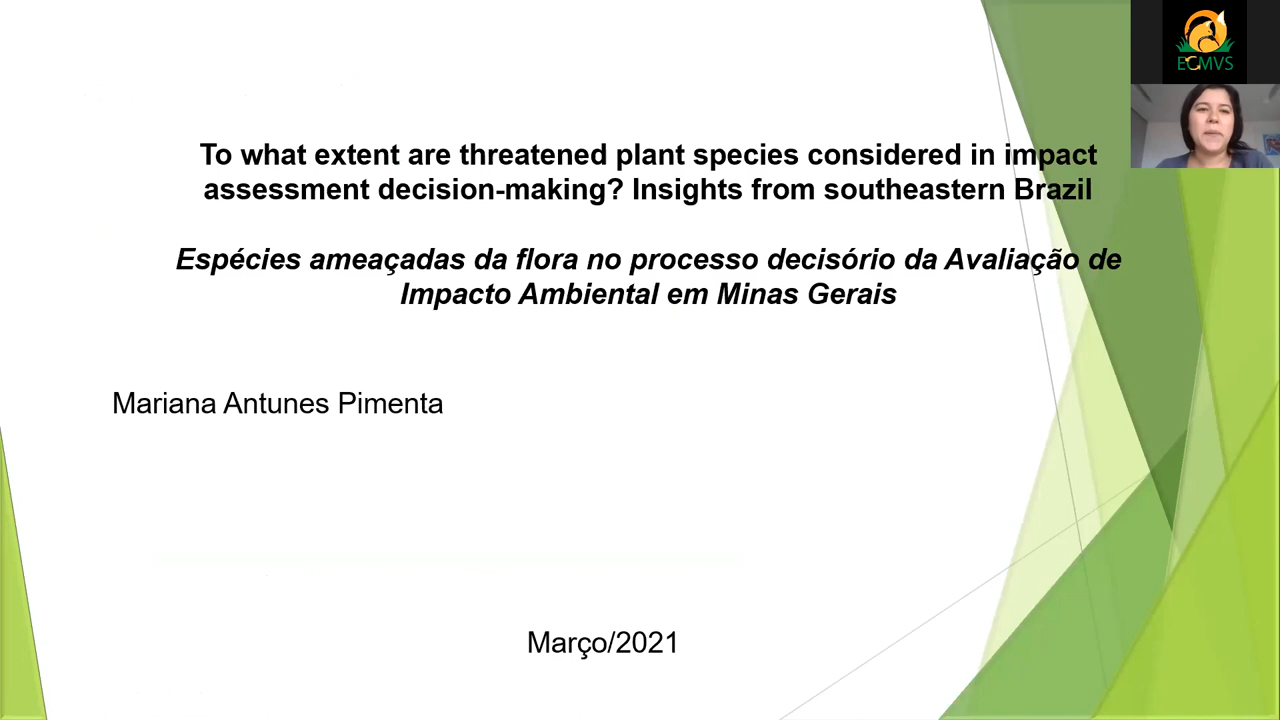 ECMVS
To what extent are threatened plant species considered in impact
assessment decision-making? Insights from southeastern Brazil
Espécies ameaçadas da flora no processo decisório da Avaliação de
Impacto Ambiental em Minas Gerais
Mariana Antunes Pimenta
Março/2021